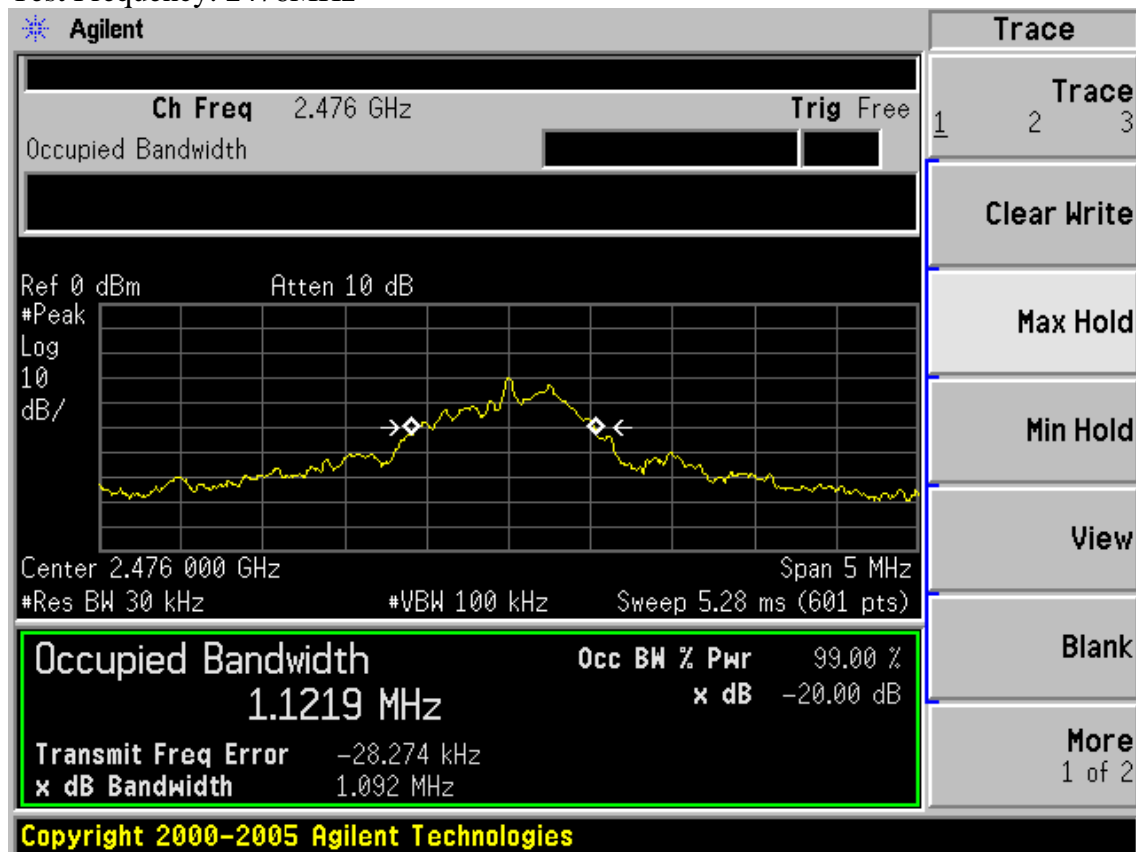 Agilent
Trace
Ch Freq 2.476 GHz Trig Free
Occupied Bandwidth
Trace
1 2 3
Clear Write
Max Hold
Min Hold
View
Blank
More
1 of 2
Ref 0 dBm Atten 10 dB
#Peak
Log
10
dB/
Center 2.476 000 GHz Span 5 MHz
#Res BW 30 kHz #VBW 100 kHz Sweep 5.28 ms (601 pts)
Occupied Bandwidth Occ BW % Pwr 99.00 %
1.1219 MHz x dB -20.00 dB
Transmit Freq Error -28.274 kHz
x dB Bandwidth 1.092 MHz
Copyright 2000-2005 Agilent Technologies